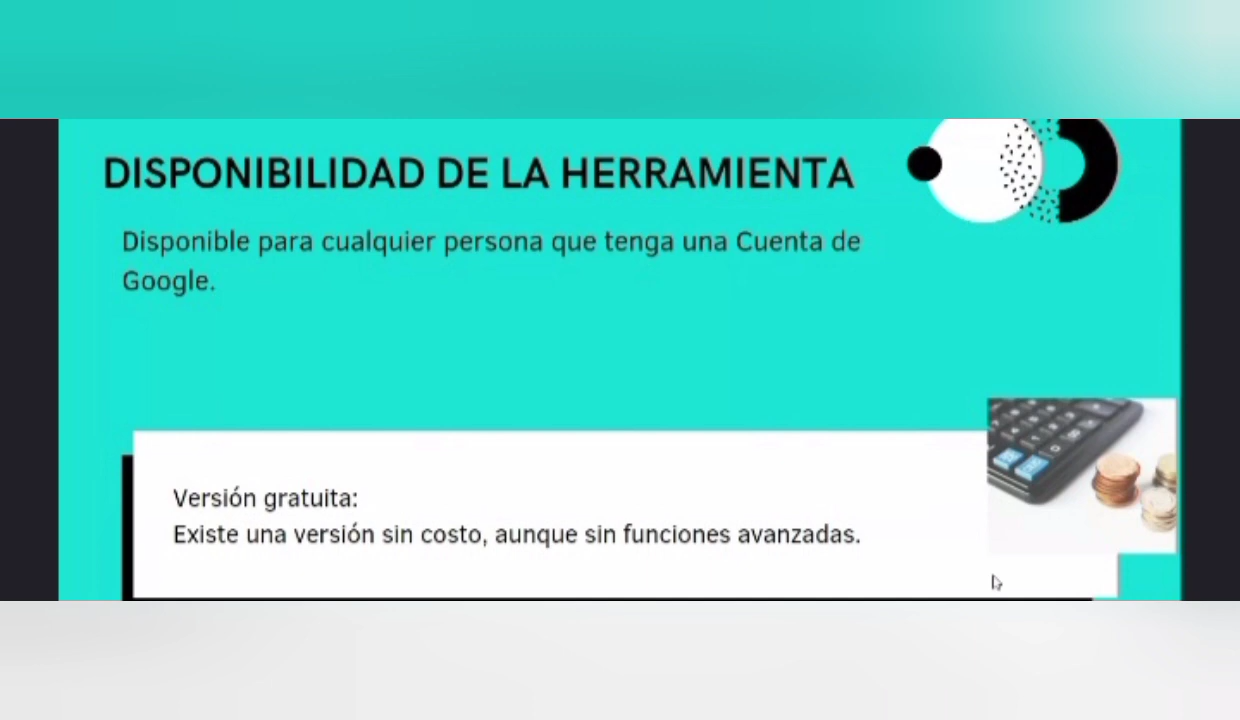 DISPONIBILIDAD DE LA HERRAMIENTA
Disponible para cualquier persona que tenga una Cuenta de
Google.
Versión gratuita:
Existe una versión sin costo, aunque sin funciones avanzadas.